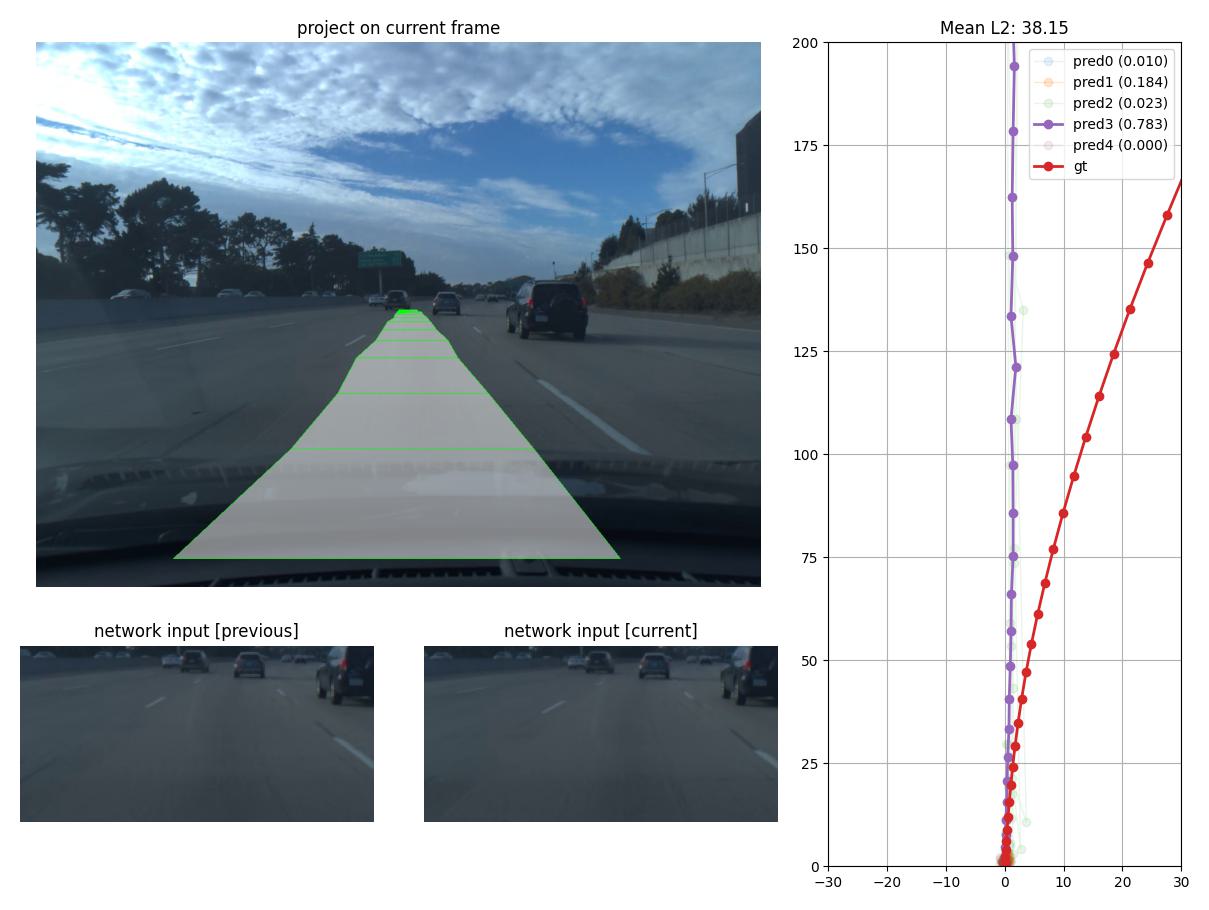 project on current frame
Mean L2: 38.15
200
175
150
125
100
75
50
25
0
−30
−20
−10
0
10
20
30
pred0 (0.010)
pred1 (0.184)
pred2 (0.023)
pred3 (0.783)
pred4 (0.000)
gt
network input [previous]
network input [current]